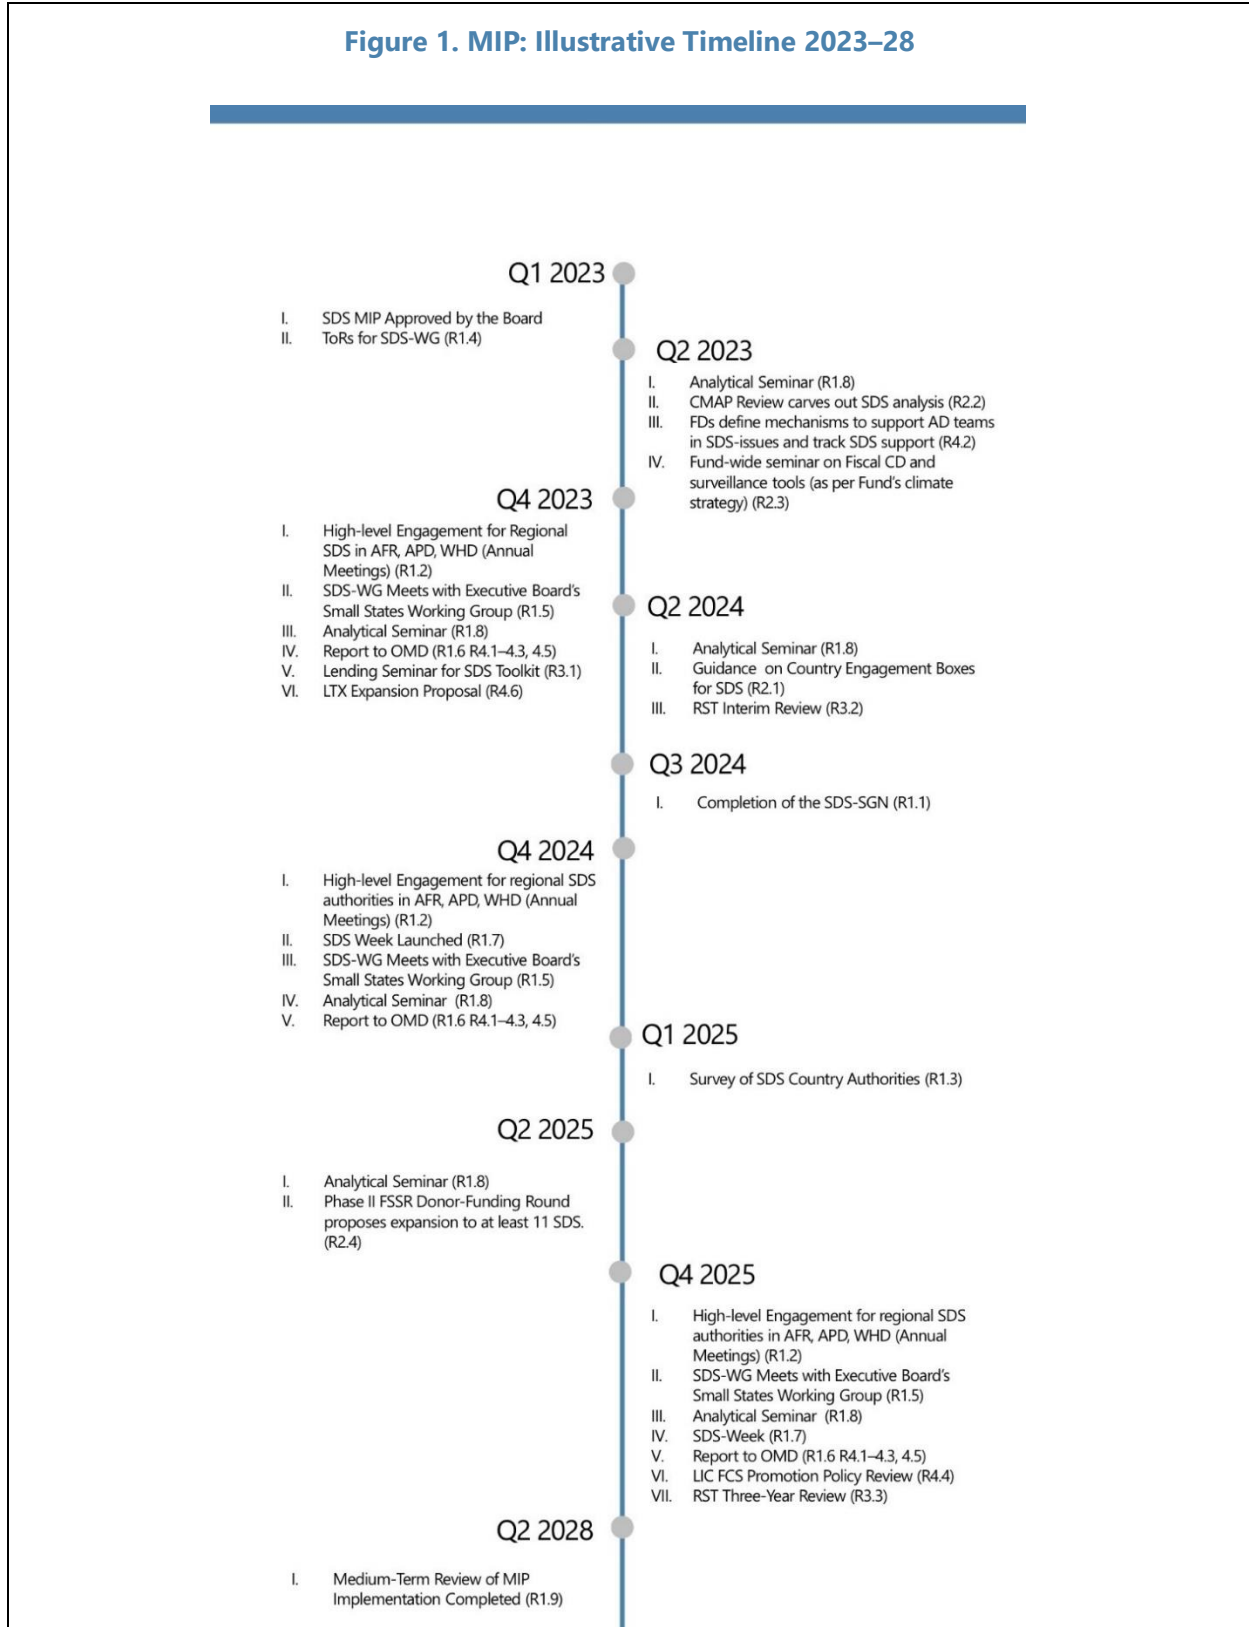 Figure 1. MIP: Illustrative Timeline 2023–28
Q1 2023
I. SDS MIP Approved by the Board
II. ToRs for SDS-WG (R1.4)
Q2 2023
I. Analytical Seminar (R1.8)
II. CMAP Review carves out SDS analysis (R2.2)
III. FDs define mechanisms to support AD teams
in SDS-issues and track SDS support (R4.2)
IV. Fund-wide seminar on Fiscal CD and
surveillance tools (as per Fund's climate
strategy) (R2.3)
Q4 2023
I. High-level Engagement for Regional
SDS in AFR, APD, WHD (Annual
Meetings) (R1.2)
II. SDS-WG Meets with Executive Board's
Small States Working Group (R1.5)
III. Analytical Seminar (R1.8)
IV. Report to OMD (R1.6 R4.1–4.3, 4.5)
V. Lending Seminar for SDS Toolkit (R3.1)
VI. LTX Expansion Proposal (R4.6)
Q2 2024
I. Analytical Seminar (R1.8)
II. Guidance on Country Engagement Boxes
for SDS (R2.1)
III. RST Interim Review (R3.2)
Q3 2024
I. Completion of the SDS-SGN (R1.1)
Q4 2024
I. High-level Engagement for regional SDS
authorities in AFR, APD, WHD (Annual
Meetings) (R1.2)
II. SDS Week Launched (R1.7)
III. SDS-WG Meets with Executive Board's
Small States Working Group (R1.5)
IV. Analytical Seminar (R1.8)
V. Report to OMD (R1.6 R4.1–4.3, 4.5)
Q1 2025
I. Survey of SDS Country Authorities (R1.3)
Q2 2025
I. Analytical Seminar (R1.8)
II. Phase II FSSR Donor-Funding Round
proposes expansion to at least 11 SDS.
(R2.4)
Q4 2025
I. High-level Engagement for regional SDS
authorities in AFR, APD, WHD (Annual
Meetings) (R1.2)
II. SDS-WG Meets with Executive Board's
Small States Working Group (R1.5)
III. Analytical Seminar (R1.8)
IV. SDS-Week (R1.7)
V. Report to OMD (R1.6 R4.1–4.3, 4.5)
VI. LIC FCS Promotion Policy Review (R4.4)
VII. RST Three-Year Review (R3.3)
Q2 2028
I. Medium-Term Review of MIP
Implementation Completed (R1.9)